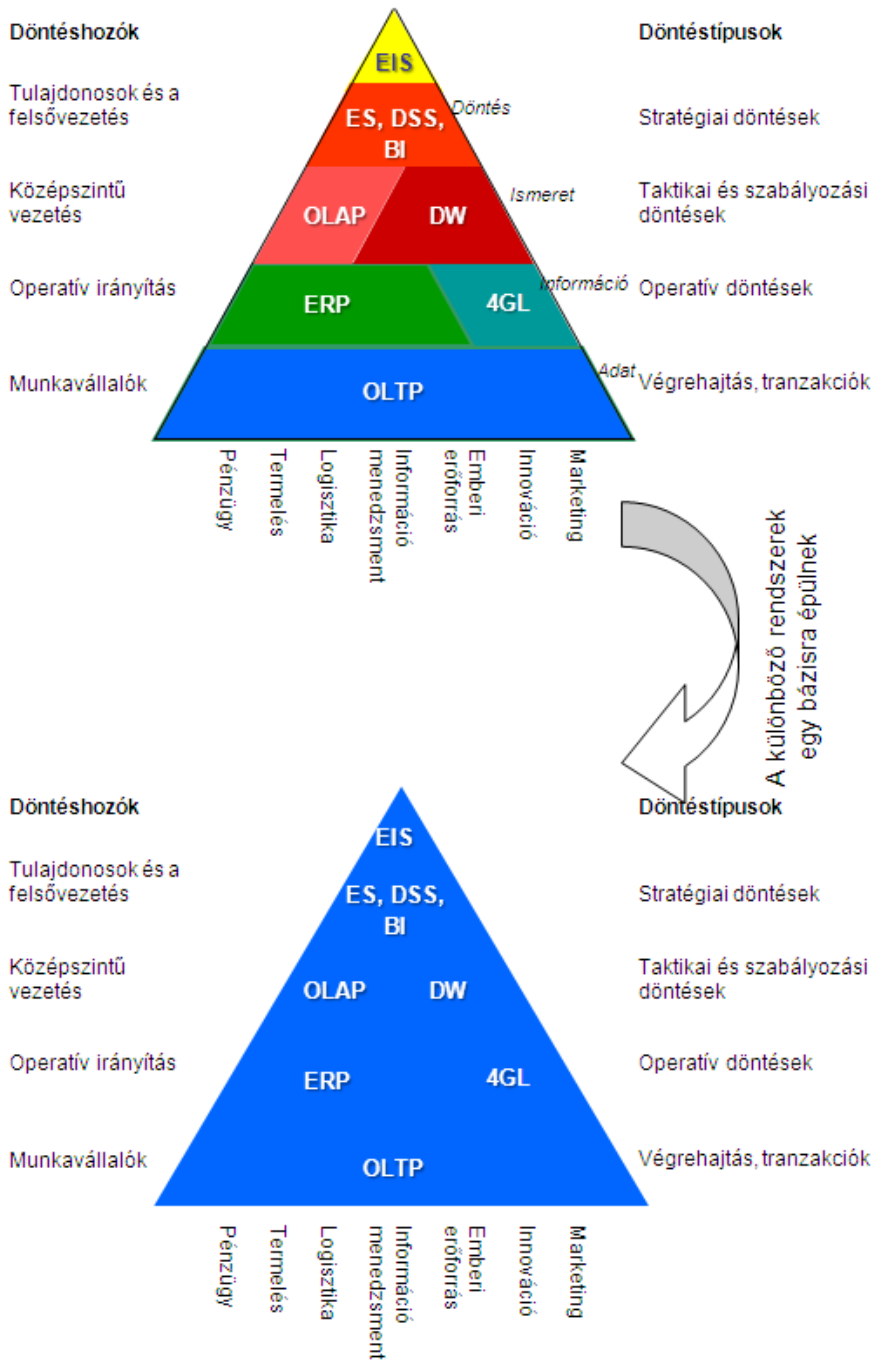 Döntéshozók
Döntéstípusok
EIS
Tulajdonosok és a
felsővezetés
ES, DSS,
BI
Döntés
Stratégiai döntések
Középszintű
vezetés
OLAP
DW
Ismeret
Taktikai és szabályozási
döntések
Operatív irányítás
ERP
4GL
Információ
Operatív döntések
Munkavállalók
OLTP
Adat
Végrehajtás, tranzakciók
Pénzügy
Termelés
Logisztika
Információ
menedzsment
Emberi
erőforrás
Innováció
Marketing
A különböző rendszerek
egy bázisra épülnek
Döntéshozók
Döntéstípusok
EIS
Tulajdonosok és a
felsővezetés
ES, DSS,
BI
Stratégiai döntések
Középszintű
vezetés
OLAP
DW
Taktikai és szabályozási
döntések
Operatív irányítás
ERP
4GL
Operatív döntések
Munkavállalók
OLTP
Végrehajtás, tranzakciók
Pénzügy
Termelés
Logisztika
Információ
menedzsment
Emberi
erőforrás
Innováció
Marketing